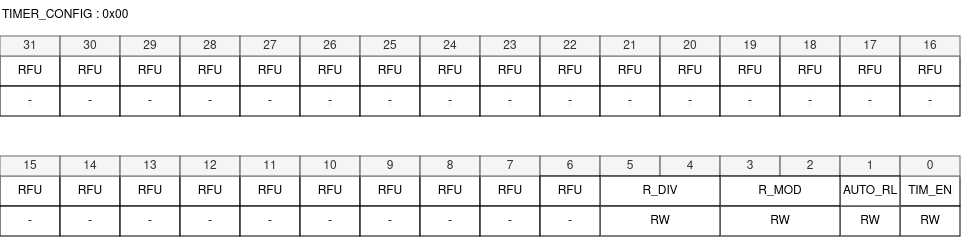 TIMER_CONFIG : 0x00
31 30 29 28 27 26 25 24 23 22 21 20 19 18 17 16
RFU RFU RFU RFU RFU RFU RFU RFU RFU RFU RFU RFU RFU RFU RFU RFU
- - - - - - - - - - - - - - - -
15 14 13 12 11 10 9 8 7 6 5 4 3 2 1 0
RFU RFU RFU RFU RFU RFU RFU RFU RFU RFU R_DIV R_MOD AUTO_RL TIM_EN
- - - - - - - - - - RW RW RW RW